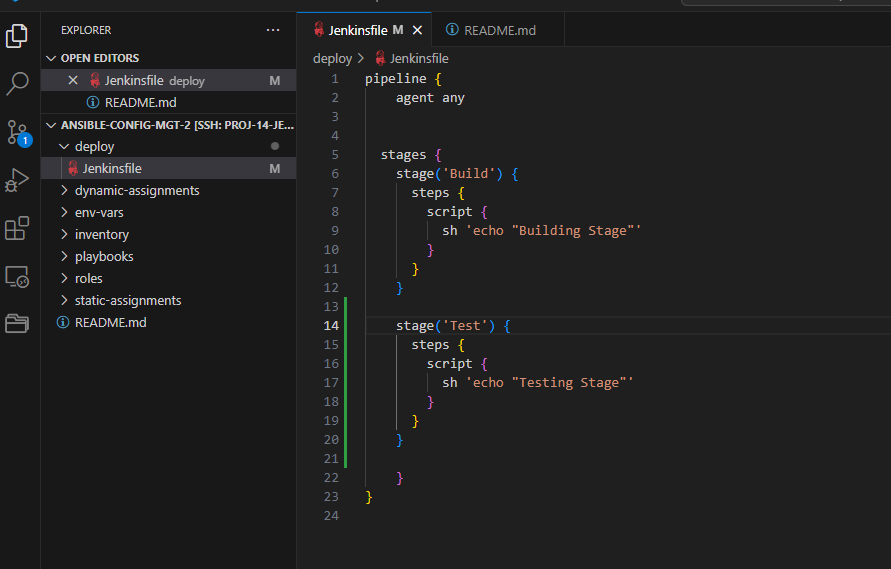 EXPLORER
···
OPEN EDITORS
Jenkinsfile deploy M
README.md
ANSIBLE-CONFIG-MGT-2 [SSH: PROJ-14-JE...
deploy
Jenkinsfile M
dynamic-assignments
env-vars
inventory
playbooks
roles
static-assignments
README.md
1
Jenkinsfile M
README.md
deploy > Jenkinsfile
1 pipeline {
2     agent any
3
4
5   stages {
6     stage('Build') {
7       steps {
8         script {
9           sh 'echo "Building Stage"'
10         }
11       }
12     }
13
14     stage('Test') {
15       steps {
16         script {
17           sh 'echo "Testing Stage"'
18         }
19       }
20     }
21
22     }
23 }
24